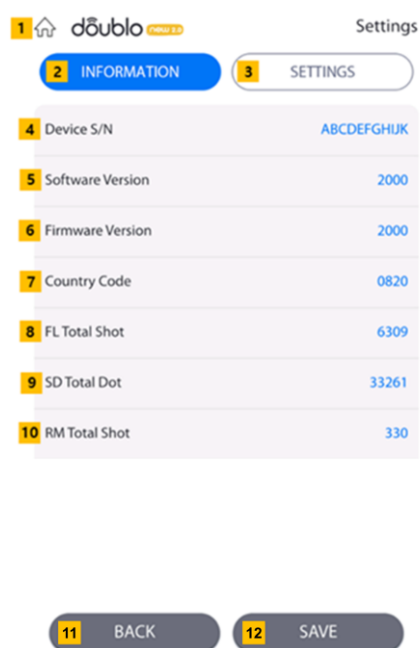 1 dôublo new 2.0 Settings
2 INFORMATION 3 SETTINGS
4 Device S/N ABCDEFGHIJK
5 Software Version 2000
6 Firmware Version 2000
7 Country Code 0820
8 FL Total Shot 6309
9 SD Total Dot 33261
10 RM Total Shot 330
11 BACK 12 SAVE